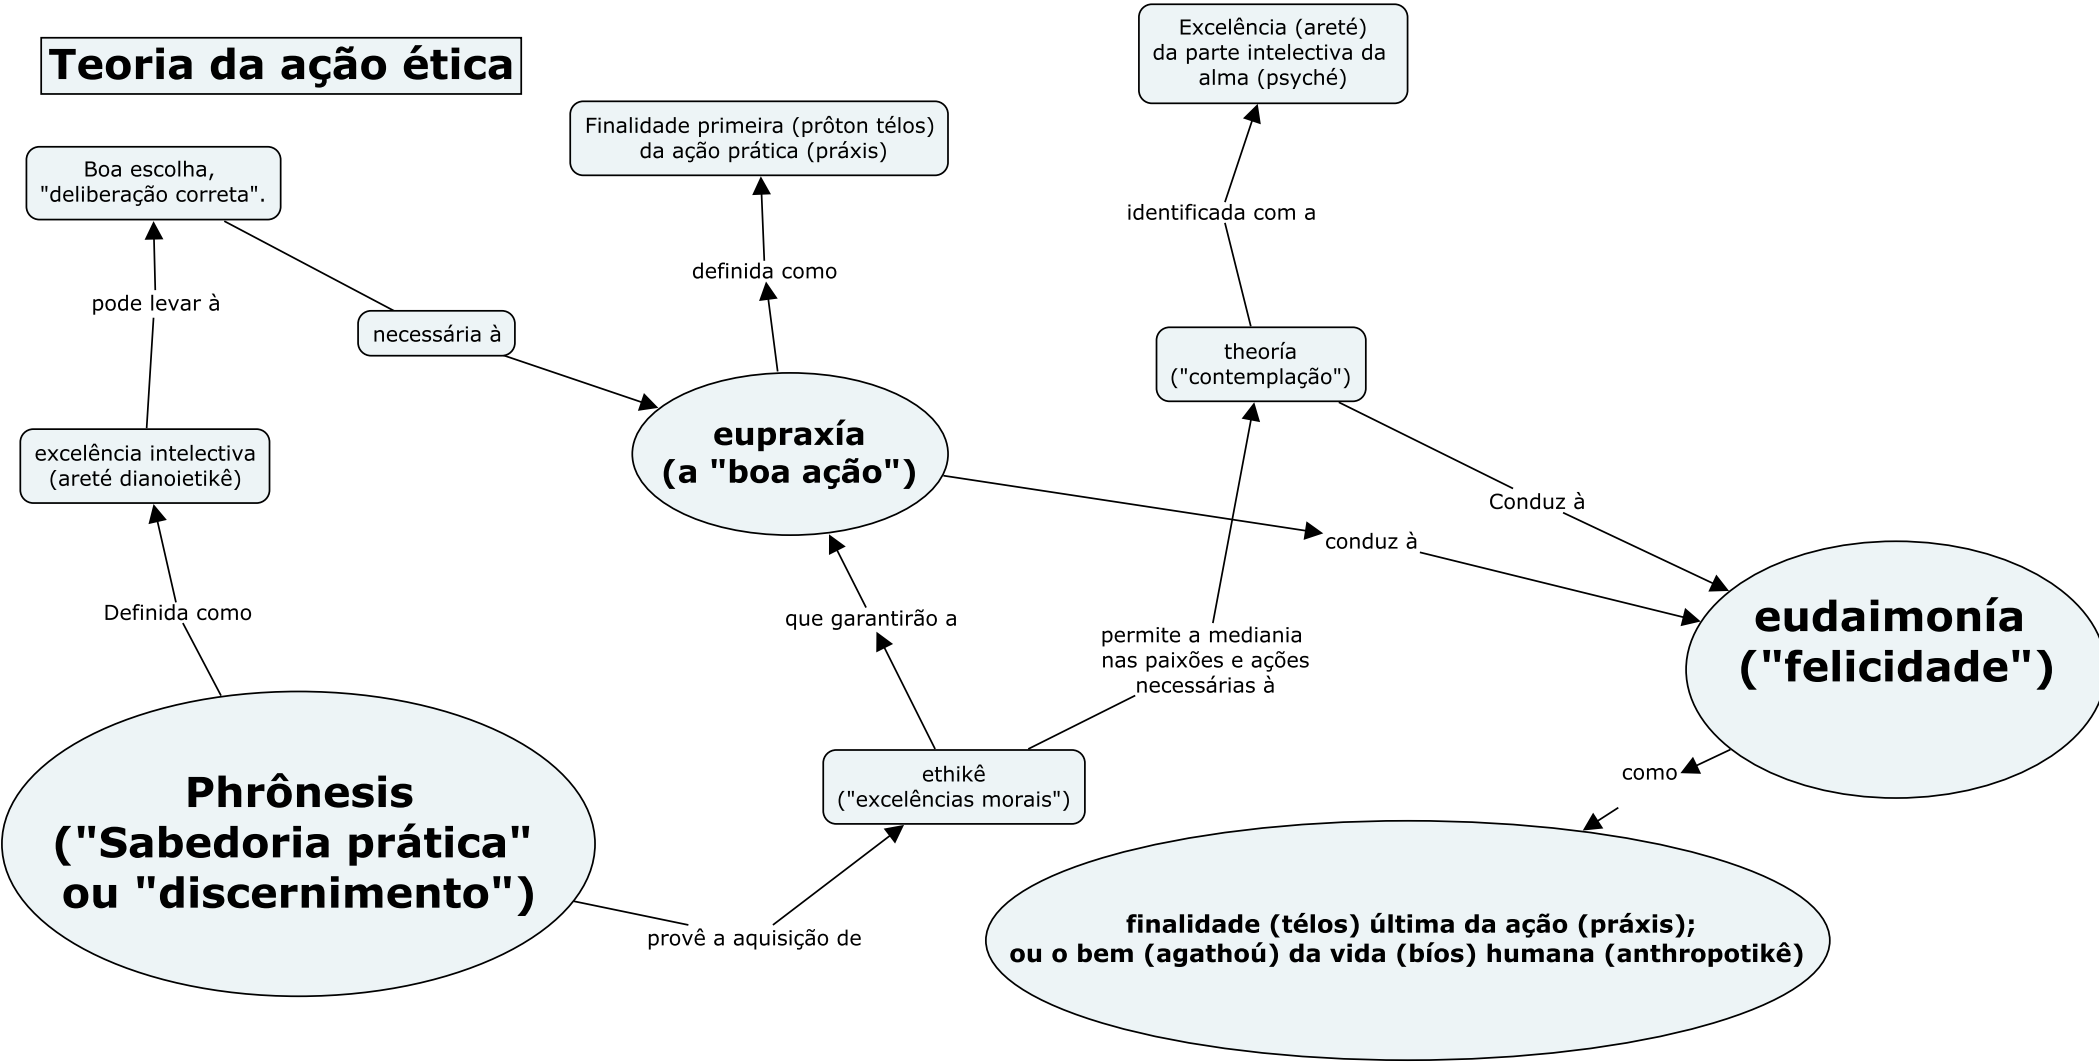 Teoria da ação ética
Excelência (areté)
da parte intelectiva da
alma (psyché)
Finalidade primeira (prôton télos)
da ação prática (práxis)
Boa escolha,
"deliberação correta".
identificada com a
definida como
pode levar à
necessária à
theoría
("contemplação")
eupraxía
(a "boa ação")
excelência intelectiva
(areté dianoietikê)
Conduz à
conduz à
Definida como
que garantirão a
permite a mediania
nas paixões e ações
necessárias à
eudaimonía
("felicidade")
como
ethikê
("excelências morais")
Phrônesis
("Sabedoria prática"
ou "discernimento")
provê a aquisição de
finalidade (télos) última da ação (práxis);
ou o bem (agathoú) da vida (bíos) humana (anthropotikê)